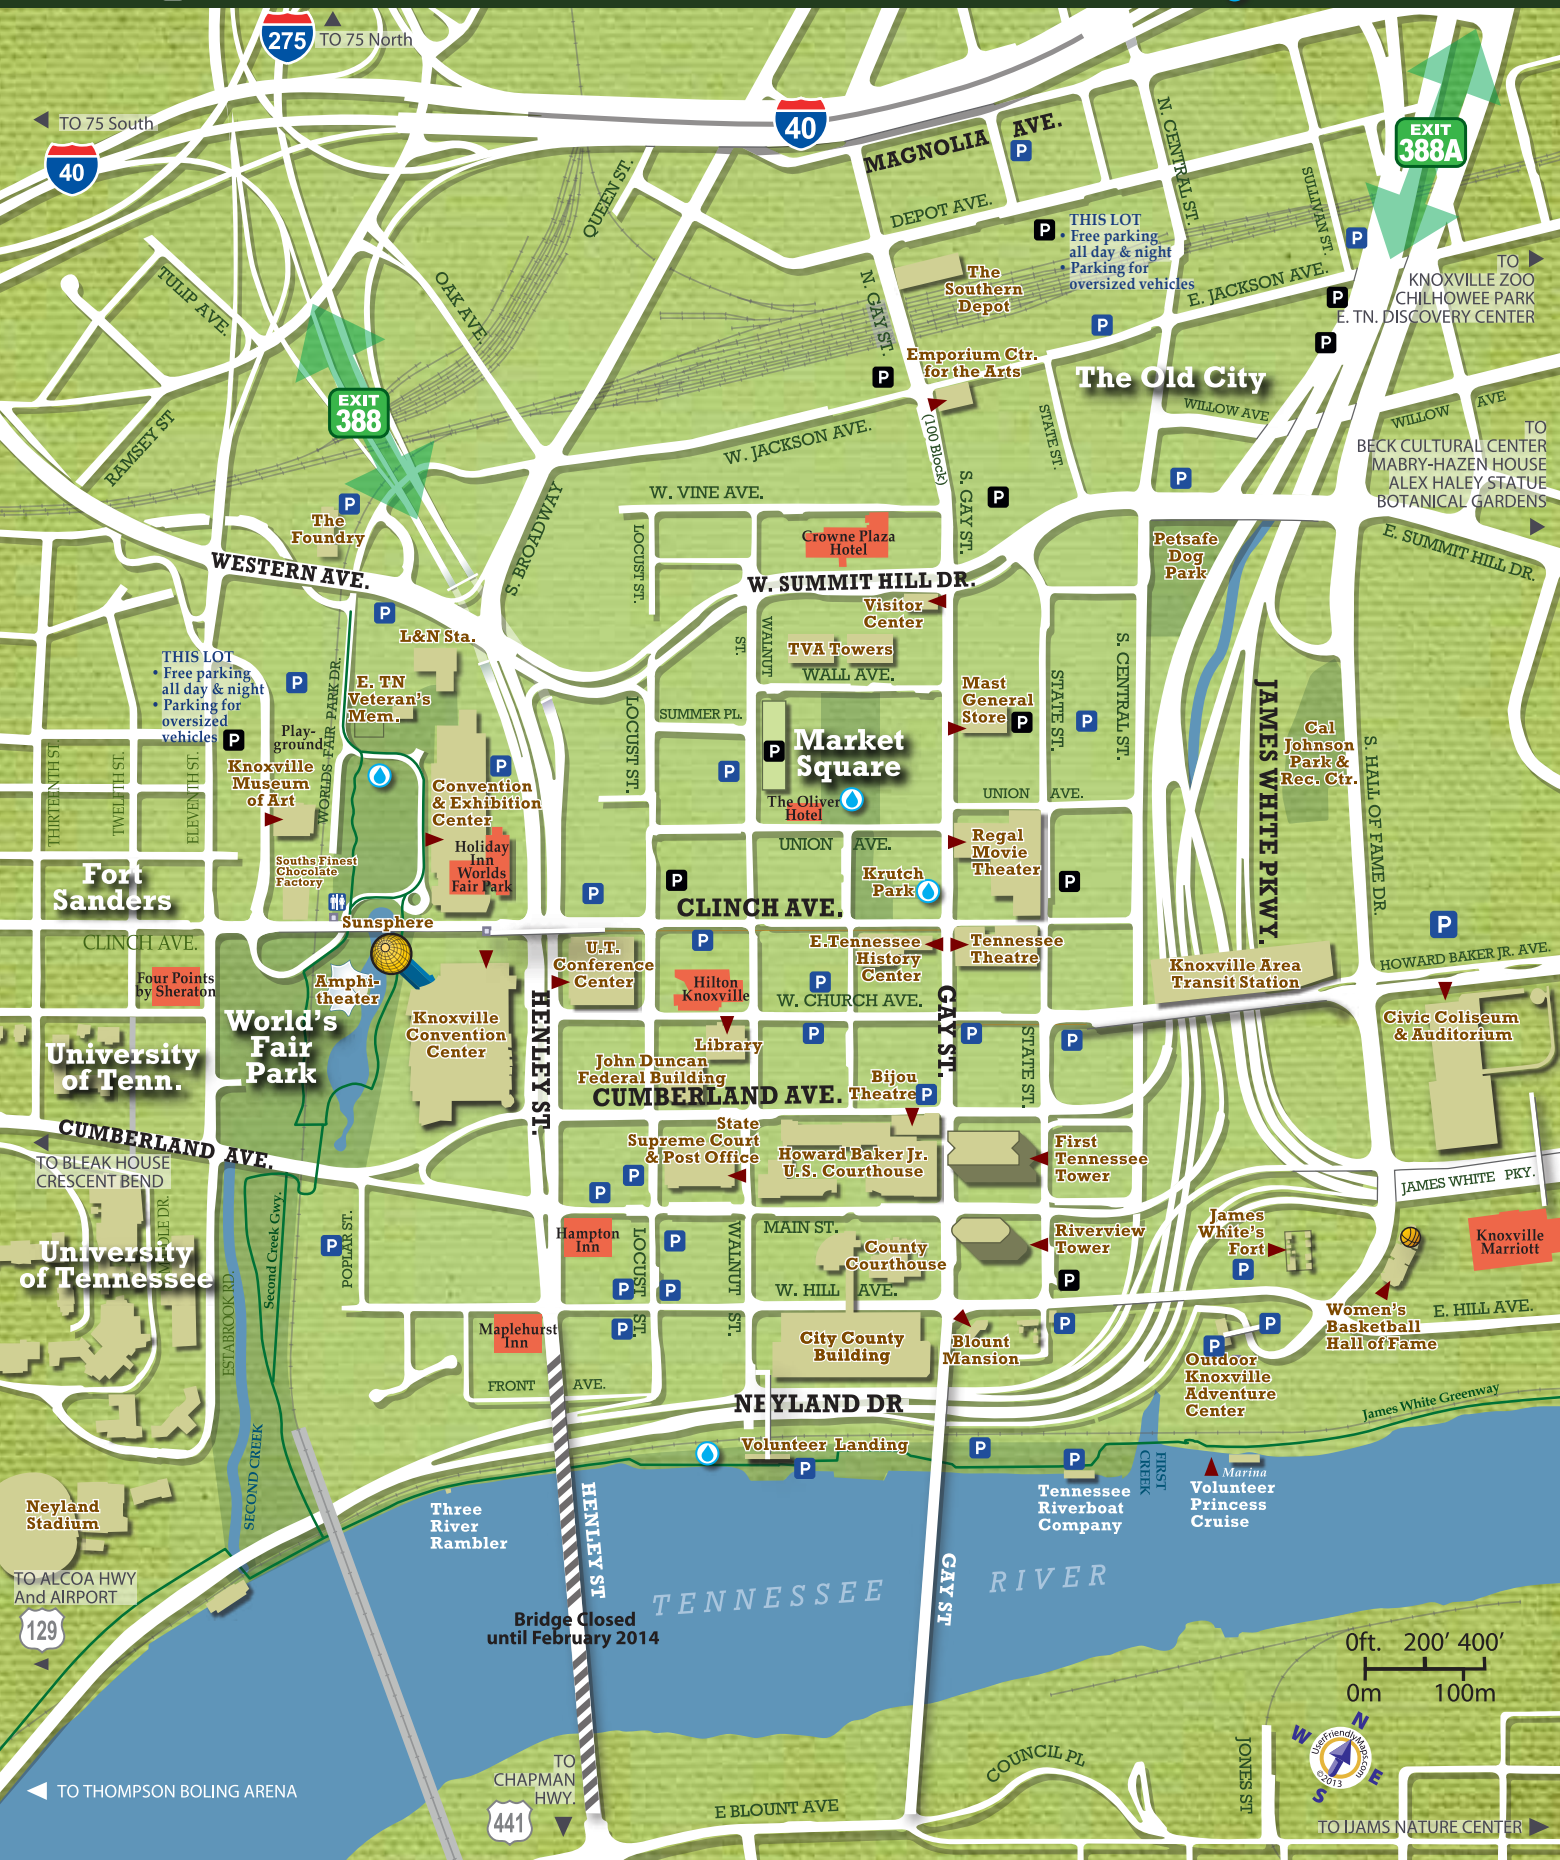 275
TO 75 North
TO 75 South
40
40
MAGNOLIA AVE.
N. CENTRAL ST.
EXIT
388A
QUEEN ST.
DEPOT AVE.
SULLIVAN ST.
THIS LOT
• Free parking
all day & night
• Parking for
oversized vehicles
TULIP AVE.
OAK AVE.
N. GAY ST.
The
Southern
Depot
E. JACKSON AVE.
TO
KNOXVILLE ZOO
CHILHOWEE PARK
E. TN. DISCOVERY CENTER
EXIT
388
Emporium Ctr.
for the Arts
The Old City
(100 Block)
STATE ST.
WILLOW AVE
WILLOW AVE
RAMSEY ST
W. JACKSON AVE.
TO
BECK CULTURAL CENTER
MABRY-HAZEN HOUSE
ALEX HALEY STATUE
BOTANICAL GARDENS
The
Foundry
W. VINE AVE.
S. GAY ST.
S. BROADWAY
LOCUST ST.
Crowne Plaza
Hotel
Petsafe
Dog
Park
E. SUMMIT HILL DR.
WESTERN AVE.
W. SUMMIT HILL DR.
Visitor
Center
L&N Sta.
ST.
WALNUT
TVA Towers
WALL AVE.
S. CENTRAL ST.
THIS LOT
• Free parking
all day & night
• Parking for
oversized
vehicles
WORLDS FAIR PARK DR.
E. TN
Veteran's
Mem.
LOCUST ST.
SUMMER PL.
Mast
General
Store
STATE ST.
JAMES WHITE PKWY.
Cal
Johnson
Park &
Rec. Ctr.
S. HALL OF FAME DR.
Play-
ground
Market
Square
THIRTEENTH ST.
TWELFTH ST.
ELEVENTH ST.
Knoxville
Museum
of Art
Convention
& Exhibition
Center
The Oliver
Hotel
UNION AVE.
UNION AVE.
Regal
Movie
Theater
Holiday
Inn
Worlds
Fair Park
Souths Finest
Chocolate
Factory
Krutch
Park
Fort
Sanders
CLINCH AVE.
Sunsphere
CLINCH AVE.
E.Tennessee
History
Center
Tennessee
Theatre
HOWARD BAKER JR. AVE.
U.T.
Conference
Center
Knoxville Area
Transit Station
Four Points
by Sheraton
Amphi-
theater
Hilton
Knoxville
W. CHURCH AVE.
HENLEY ST.
GAY ST.
Knoxville
Convention
Center
World's
Fair
Park
Civic Coliseum
& Auditorium
Library
STATE ST.
University
of Tenn.
John Duncan
Federal Building
Bijou
Theatre
CUMBERLAND AVE.
CUMBERLAND AVE.
TO BLEAK HOUSE
CRESCENT BEND
State
Supreme Court
& Post Office
Howard Baker Jr.
U.S. Courthouse
First
Tennessee
Tower
JAMES WHITE PKY.
Second Creek Gwy.
POPLAR ST.
Hampton
Inn
LOCUST ST.
WALNUT ST.
MAIN ST.
County
Courthouse
Riverview
Tower
James
White's
Fort
Knoxville
Marriott
University
of Tennessee
ESTABROOK RD.
W. HILL AVE.
Women's
Basketball
Hall of Fame
E. HILL AVE.
Maplehurst
Inn
City County
Building
Blount
Mansion
Outdoor
Knoxville
Adventure
Center
FRONT AVE.
NEYLAND DR
James White Greenway
Volunteer Landing
SECOND CREEK
FIRST
CREEK
Marina
Volunteer
Princess
Cruise
Tennessee
Riverboat
Company
Three
River
Rambler
Neyland
Stadium
HENLEY ST
GAY ST
TENNESSEE RIVER
TO ALCOA HWY
And AIRPORT
129
Bridge Closed
until February 2014
0ft. 200' 400'
0m 100m
N
W
E
S
UserFriendlyMaps.com
©2013
TO THOMPSON BOLING ARENA
TO
CHAPMAN
HWY.
441
COUNCIL PL
JONES ST
E BLOUNT AVE
TO IJAMS NATURE CENTER